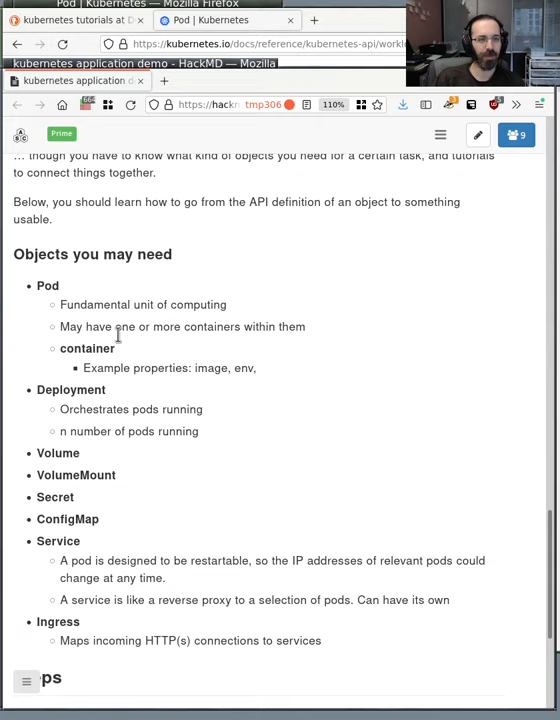 kubernetes tutorials at D
Pod | Kubernetes
https://kubernetes.io/docs/reference/kubernetes-api/worklo
kubernetes application demo - HackMD — Mozilla
kubernetes application d
https://hackm
tmp306
110%
Prime
9
… though you have to know what kind of objects you need for a certain task, and tutorials
to connect things together.
Below, you should learn how to go from the API definition of an object to something
usable.
Objects you may need
Pod
Fundamental unit of computing
May have one or more containers within them
container
Example properties: image, env,
Deployment
Orchestrates pods running
n number of pods running
Volume
VolumeMount
Secret
ConfigMap
Service
A pod is designed to be restartable, so the IP addresses of relevant pods could
change at any time.
A service is like a reverse proxy to a selection of pods. Can have its own
Ingress
Maps incoming HTTP(s) connections to services
ps